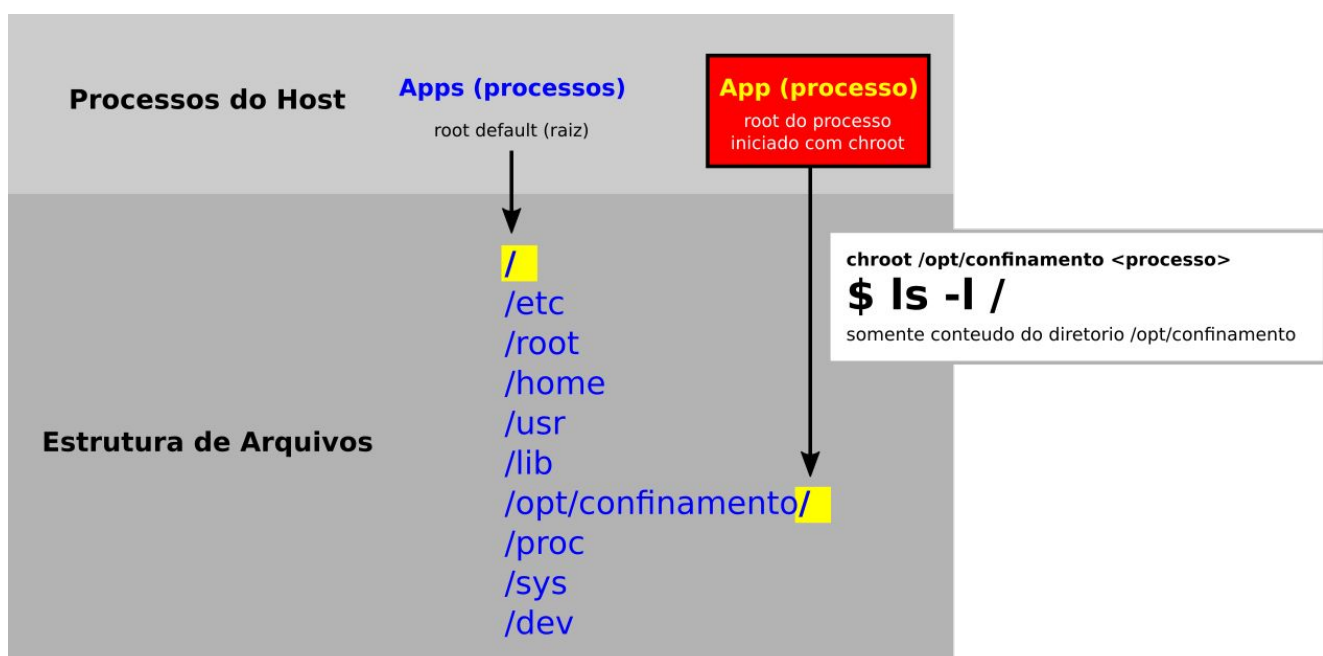 Processos do Host
Apps (processos)
root default (raiz)
App (processo)
root do processo
iniciado com chroot
Estrutura de Arquivos
/
/etc
/root
/home
/usr
/lib
/opt/confinamento/
/proc
/sys
/dev
chroot /opt/confinamento <processo>
$ ls -l /
somente conteudo do diretorio /opt/confinamento